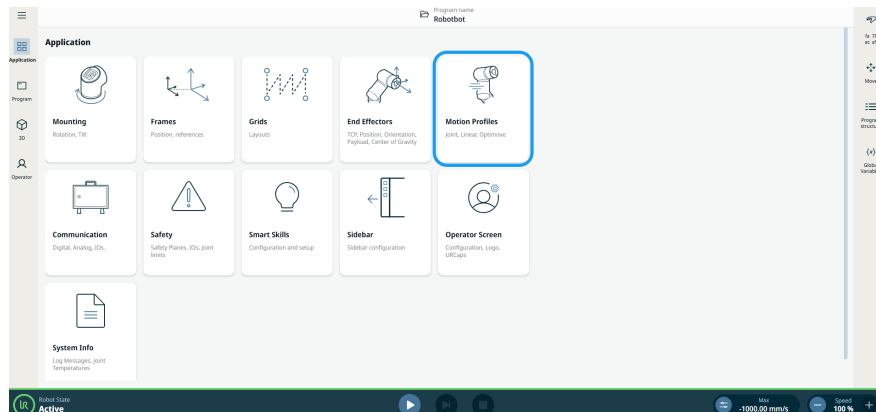 Program name
Robotbot
Application
Application
Program
3D
Operator
Mounting
Rotation, Tilt
Frames
Position, references
Grids
Layouts
End Effectors
TCP, Position, Orientation,
Payload, Center of Gravity
Motion Profiles
Joint, Linear, Optimove
Communication
Digital, Analog, IOs,
Safety
Safety Planes, IOs, Joint
limits
Smart Skills
Configuration and setup
Sidebar
Sidebar configuration
Operator Screen
Configuration, Logo,
URCaps
System Info
Log Messages, Joint
Temperatures
Move
Robot State
Active
Max
-1000.00 mm/s
Speed
100 %